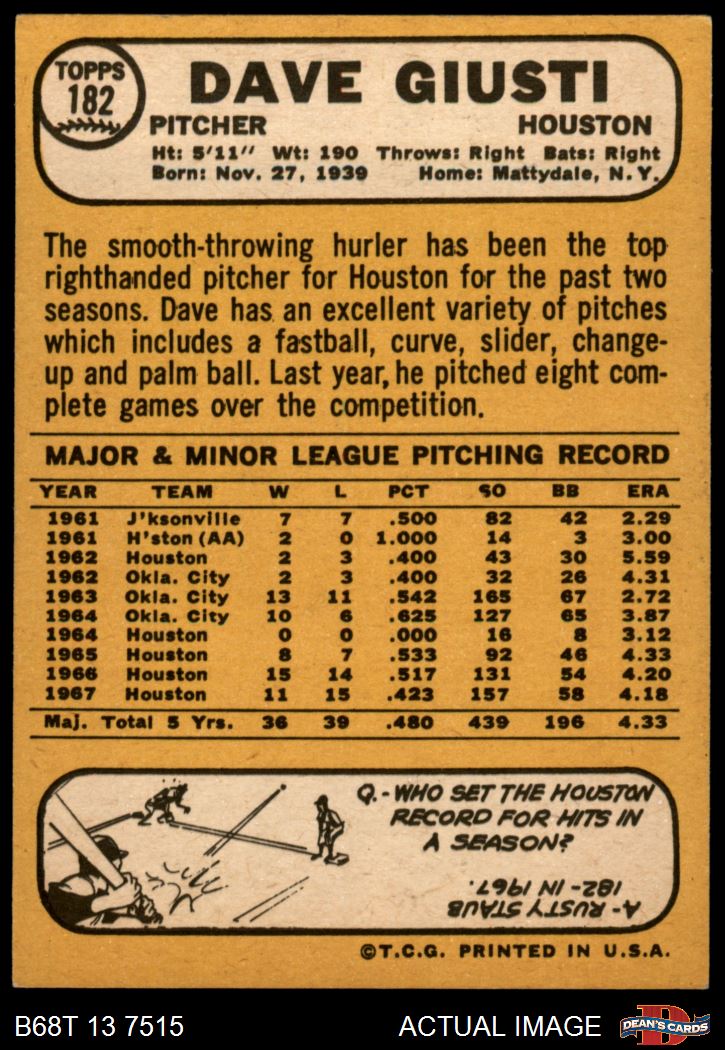 TOPPS
182
DAVE GIUSTI
PITCHER HOUSTON
Ht: 5'11" Wt: 190 Throws: Right Bats: Right
Born: Nov. 27, 1939 Home: Mattydale, N.Y.
The smooth-throwing hurler has been the top
righthanded pitcher for Houston for the past two
seasons. Dave has an excellent variety of pitches
which includes a fastball, curve, slider, change-
up and palm ball. Last year, he pitched eight com-
plete games over the competition.
MAJOR & MINOR LEAGUE PITCHING RECORD
YEAR TEAM W L PCT SO BB ERA
1961 J'ksonville 7 7 .500 82 42 2.29
1961 H'ston (AA) 2 0 1.000 14 3 3.00
1962 Houston 2 3 .400 43 30 5.59
1962 Okla. City 2 3 .400 32 26 4.31
1963 Okla. City 13 11 .542 165 67 2.72
1964 Okla. City 10 6 .625 127 65 3.87
1964 Houston 0 0 .000 16 8 3.12
1965 Houston 8 7 .533 92 46 4.33
1966 Houston 15 14 .517 131 54 4.20
1967 Houston 11 15 .423 157 58 4.18
Maj. Total 5 Yrs. 36 39 .480 439 196 4.33
Q.-WHO SET THE HOUSTON
RECORD FOR HITS IN
A SEASON?
A-RUSTY STAUB
182-IN 1967.
©T.C.G. PRINTED IN U.S.A.
B68T 13 7515 ACTUAL IMAGE
D
DEAN'S CARDS